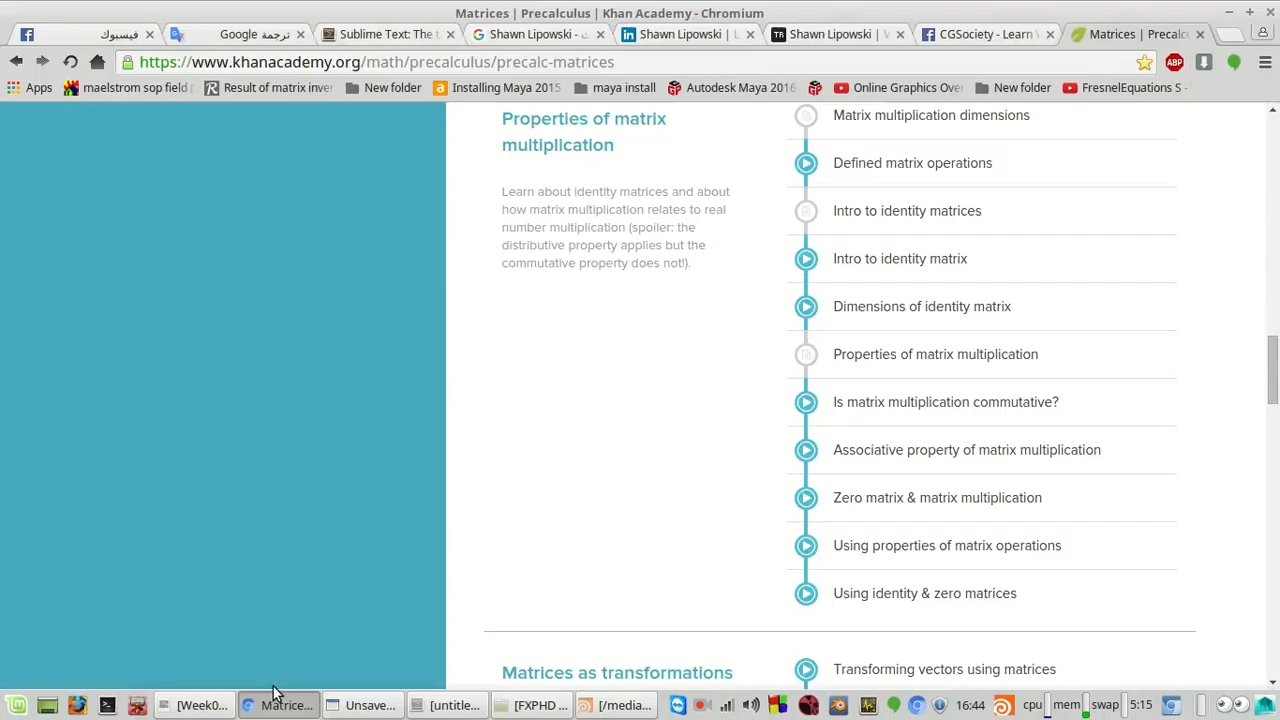 Matrices | Precalculus | Khan Academy - Chromium
فيسبوك
ترجمة Google
Sublime Text: The t
Shawn Lipowski -
Shawn Lipowski | L
Shawn Lipowski | V
CGSociety - Learn
Matrices | Precalc
https://www.khanacademy.org/math/precalculus/precalc-matrices
ABP
Apps
maelstrom sop field
Result of matrix inver
New folder
Installing Maya 2015
maya install
Autodesk Maya 2016
Online Graphics Ove
New folder
FresnelEquations S -
Properties of matrix
multiplication
Learn about identity matrices and about
how matrix multiplication relates to real
number multiplication (spoiler: the
distributive property applies but the
commutative property does not!).
Matrix multiplication dimensions
Defined matrix operations
Intro to identity matrices
Intro to identity matrix
Dimensions of identity matrix
Properties of matrix multiplication
Is matrix multiplication commutative?
Associative property of matrix multiplication
Zero matrix & matrix multiplication
Using properties of matrix operations
Using identity & zero matrices
Matrices as transformations
Transforming vectors using matrices
[Week0...
Matrice...
Unsave...
[untitle...
[FXPHD ...
[/media...
16:44
cpu
mem
swap
5:15